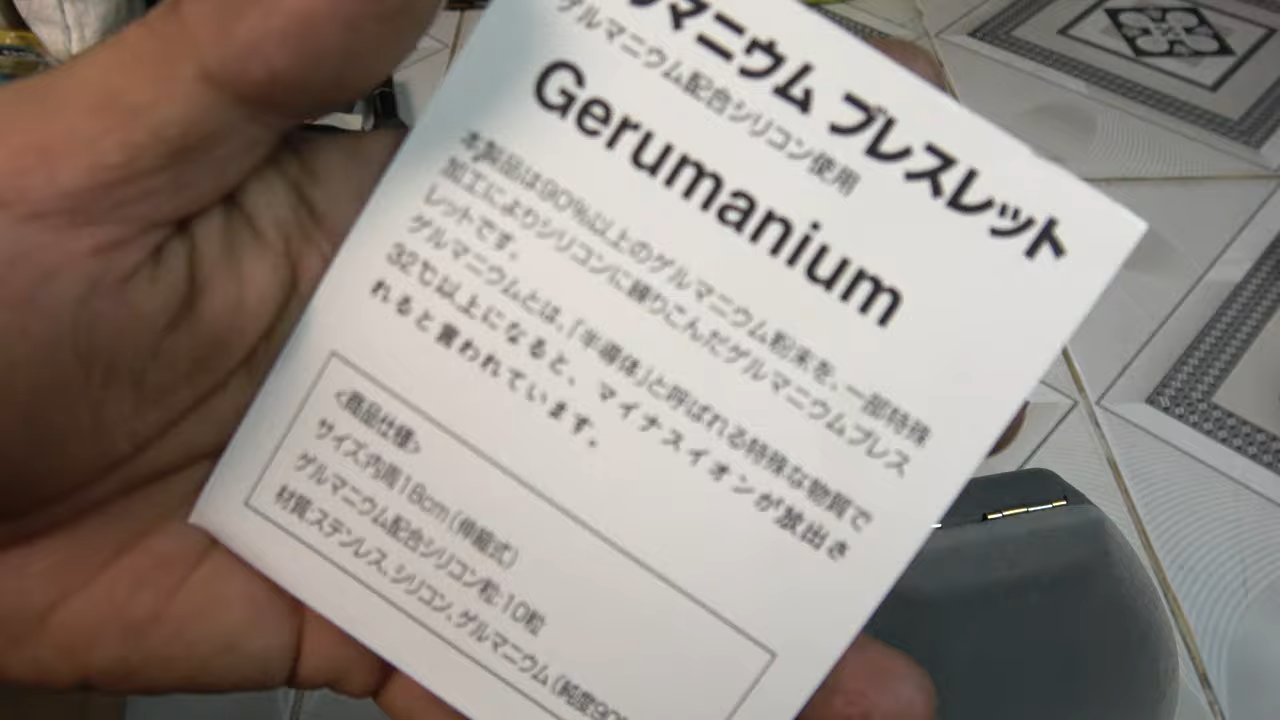 ルマニウム ブレスレット
ゲルマニウム配合シリコン使用
Gerumanium
本製品は90%以上のゲルマニウム粉末を、一部特殊
加工によりシリコンに練りこんだゲルマニウムブレス
レットです。
ゲルマニウムとは、「半導体」と呼ばれる特殊な物質で
32℃以上になると、マイナスイオンが放出さ
れると言われています。
<商品仕様>
サイズ:内周18cm(伸縮式)
ゲルマニウム配合シリコン粒:10粒
材質:ステンレス、シリコン、ゲルマニウム(純度90%